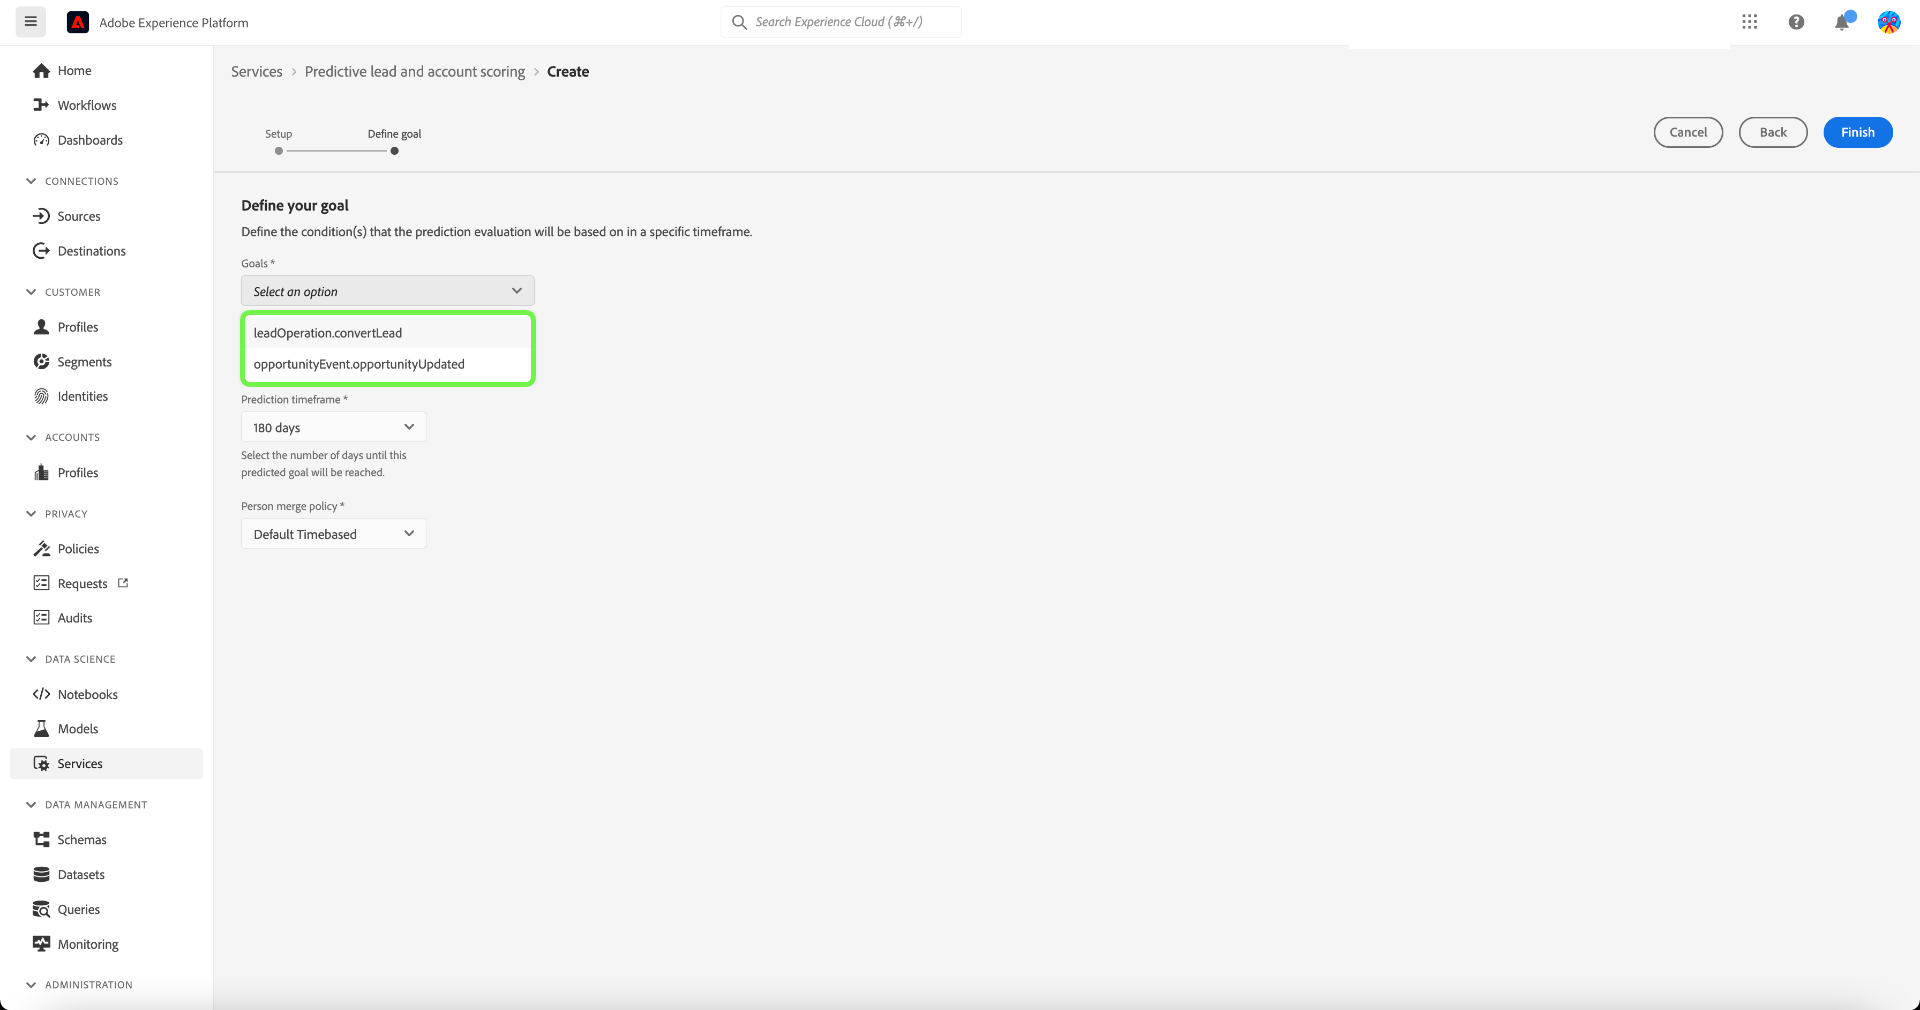 Adobe Experience Platform
Search Experience Cloud (⌘+/)
Home
Workflows
Dashboards
CONNECTIONS
Sources
Destinations
CUSTOMER
Profiles
Segments
Identities
ACCOUNTS
Profiles
PRIVACY
Policies
Requests
Audits
DATA SCIENCE
Notebooks
Models
Services
DATA MANAGEMENT
Schemas
Datasets
Queries
Monitoring
ADMINISTRATION
Services > Predictive lead and account scoring > Create
Setup
Define goal
Cancel
Back
Finish
Define your goal
Define the condition(s) that the prediction evaluation will be based on in a specific timeframe.
Goals *
Select an option
leadOperation.convertLead
opportunityEvent.opportunityUpdated
Prediction timeframe *
180 days
Select the number of days until this
predicted goal will be reached.
Person merge policy *
Default Timebased